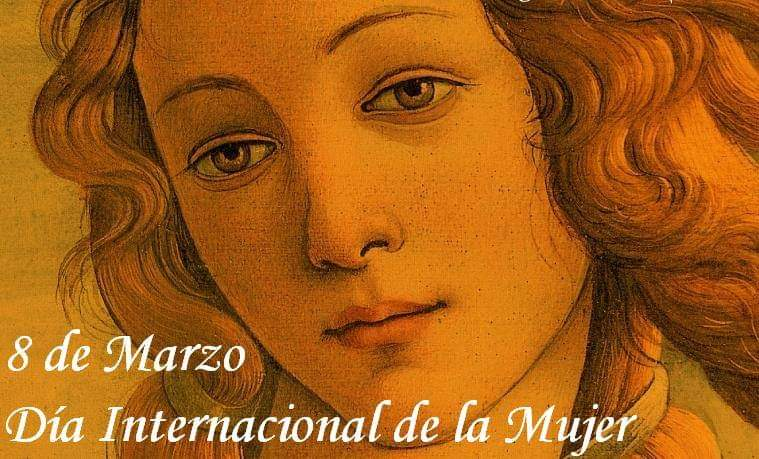 8 de Marzo
Día Internacional de la Mujer